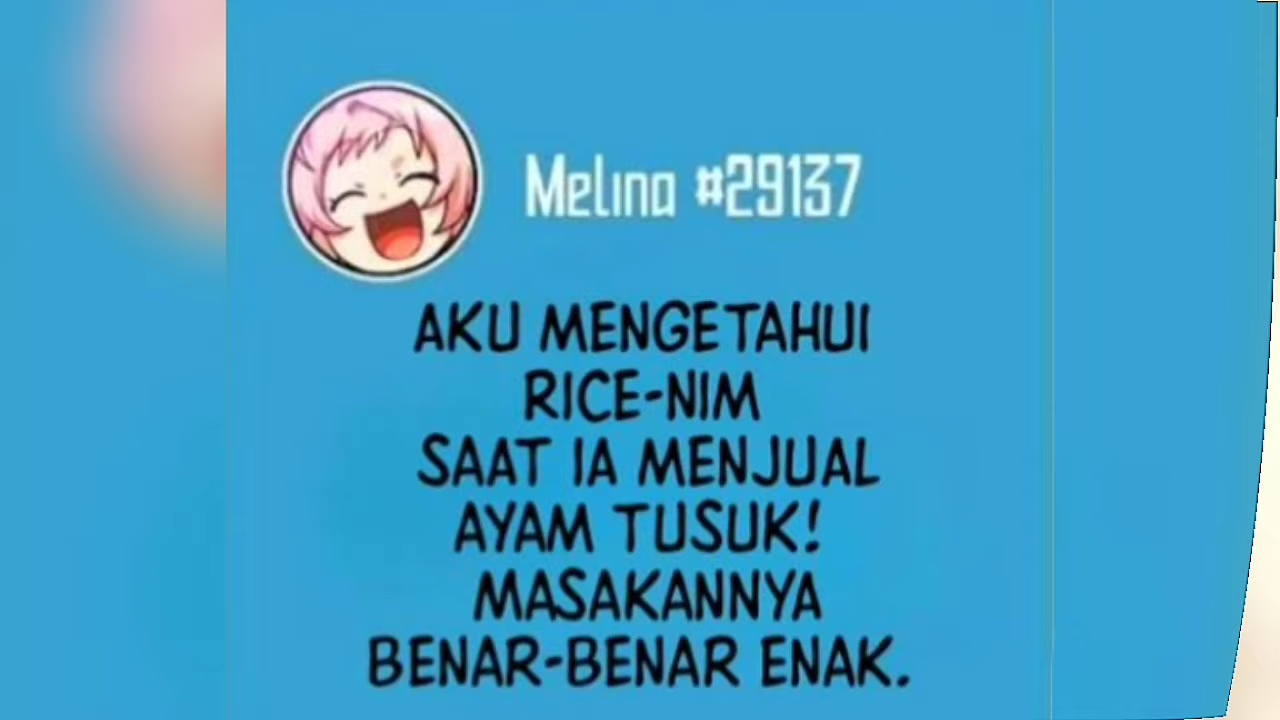 Melina #29137
AKU MENGETAHUI
RICE-NIM
SAAT IA MENJUAL
AYAM TUSUK!
MASAKANNYA
BENAR-BENAR ENAK.